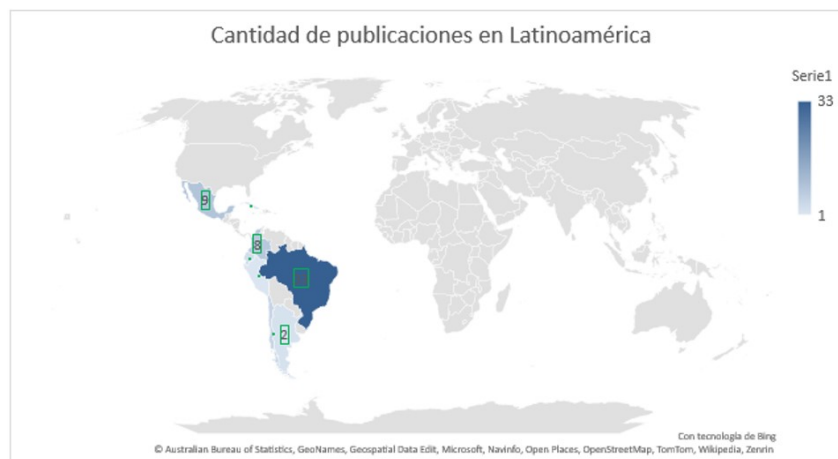 Cantidad de publicaciones en Latinoamérica
Serie1
33
1
9
8
2
Con tecnología de Bing
© Australian Bureau of Statistics, GeoNames, Geospatial Data Edit, Microsoft, Navinfo, Open Places, OpenStreetMap, TomTom, Wikipedia, Zenrin